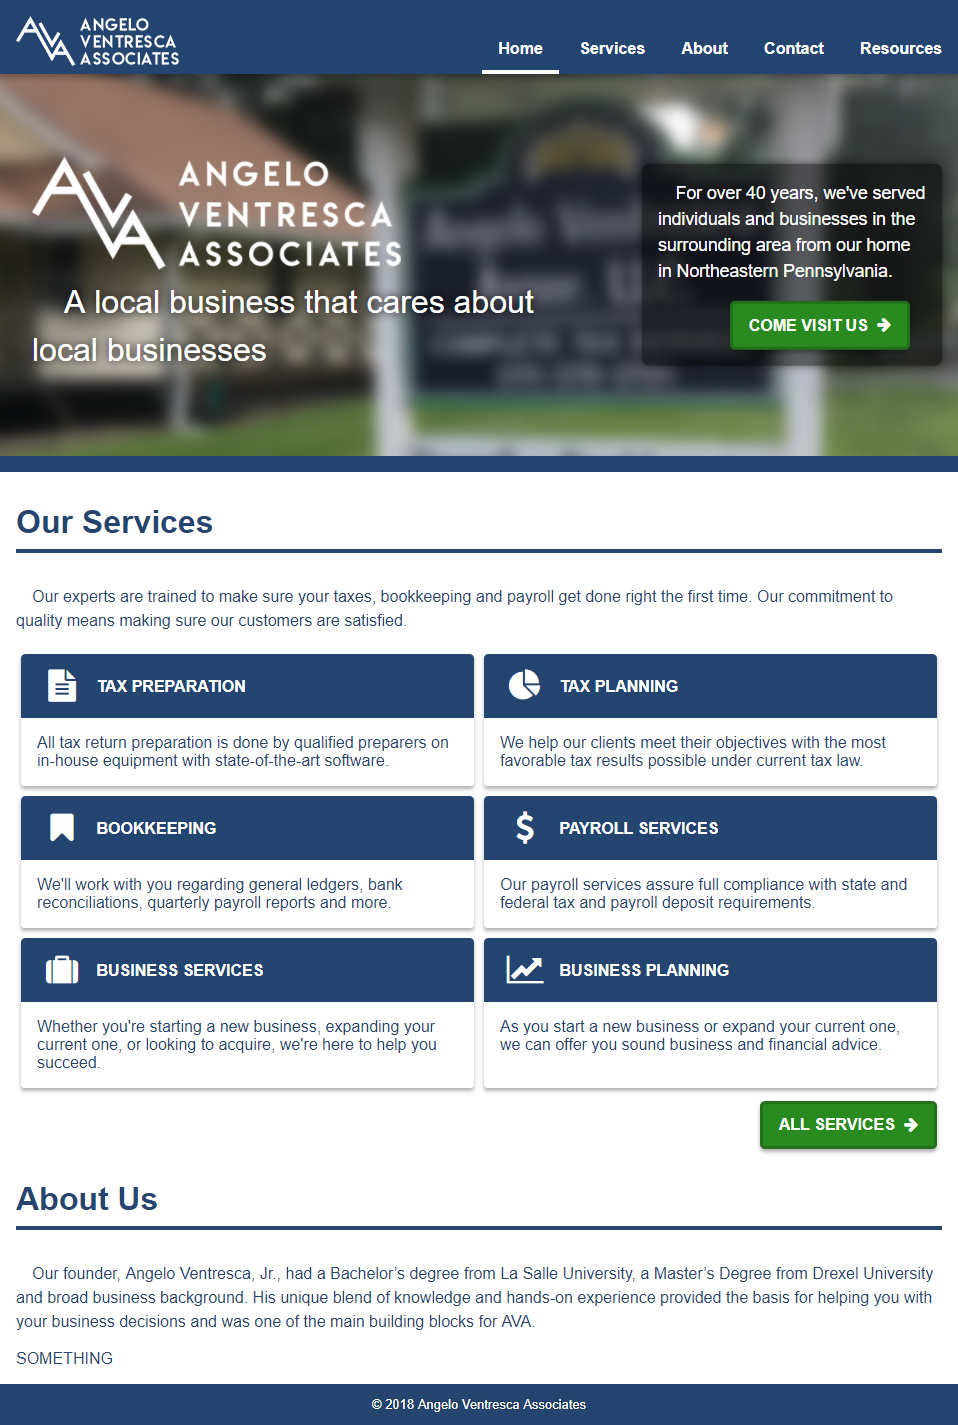 ANGELO
VENTRESCA
ASSOCIATES
Home Services About Contact Resources
ANGELO
VENTRESCA
ASSOCIATES
A local business that cares about
local businesses
For over 40 years, we've served
individuals and businesses in the
surrounding area from our home
in Northeastern Pennsylvania.
COME VISIT US
Our Services
Our experts are trained to make sure your taxes, bookkeeping and payroll get done right the first time. Our commitment to
quality means making sure our customers are satisfied.
TAX PREPARATION
All tax return preparation is done by qualified preparers on
in-house equipment with state-of-the-art software.
TAX PLANNING
We help our clients meet their objectives with the most
favorable tax results possible under current tax law.
BOOKKEEPING
We'll work with you regarding general ledgers, bank
reconciliations, quarterly payroll reports and more.
PAYROLL SERVICES
Our payroll services assure full compliance with state and
federal tax and payroll deposit requirements.
BUSINESS SERVICES
Whether you're starting a new business, expanding your
current one, or looking to acquire, we're here to help you
succeed.
BUSINESS PLANNING
As you start a new business or expand your current one,
we can offer you sound business and financial advice.
ALL SERVICES
About Us
Our founder, Angelo Ventresca, Jr., had a Bachelor’s degree from La Salle University, a Master’s Degree from Drexel University
and broad business background. His unique blend of knowledge and hands-on experience provided the basis for helping you with
your business decisions and was one of the main building blocks for AVA.
SOMETHING
© 2018 Angelo Ventresca Associates